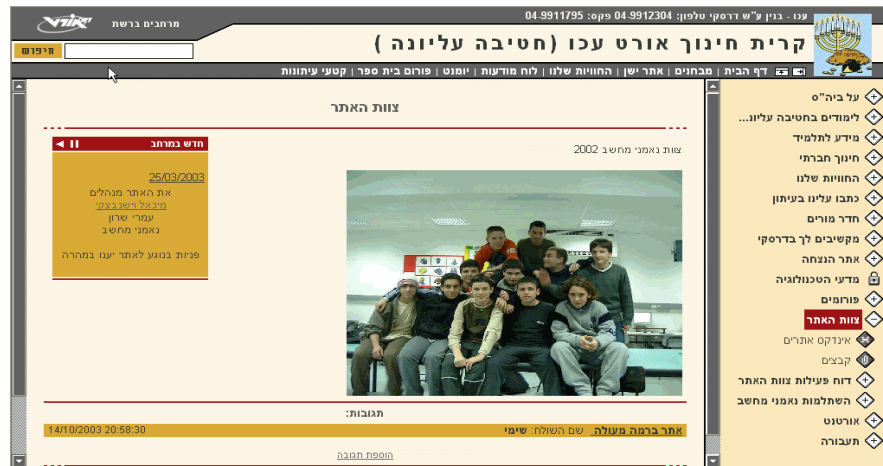 ענו - בנין ע"ש דרסקי טלפון: 04-9912304 פקס: 04-9911795
מרחבים ברשת
אורט
קרית חינוך אורט עכו (חטיבה עליונה)
חיפוש
דף הבית | מבחנים | אתר ישן | החוויות שלנו | לוח מודעות | יומנט | פורום בית ספר | קטעי עיתונות
על ביה"ס
לימודים בחטיבה עליונ...
מידע לתלמיד
חינוך חברתי
החוויות שלנו
כתבו עלינו בעיתון
חדר מורים
מקשיבים לך בדרסקי
אתר הנצחה
מדעי הטכנולוגיה
פורומים
צוות האתר
אינדקס אתרים
קבצים
דוח פעילות צוות האתר
השתלמות נאמני מחשב
אורטנט
תעבורה
צוות האתר
צוות נאמני מחשב 2002
חדש במרחב
25/03/2003
את האתר מנהלים
מיכאל וישנבצקי
עמרי שרון
נאמני מחשב
פניות בנוגע לאתר יענו במהרה
תגובות:
אתר ברמה מעולה שם השולח: שימי 14/10/2003 20:58:30
הוספת תגובה